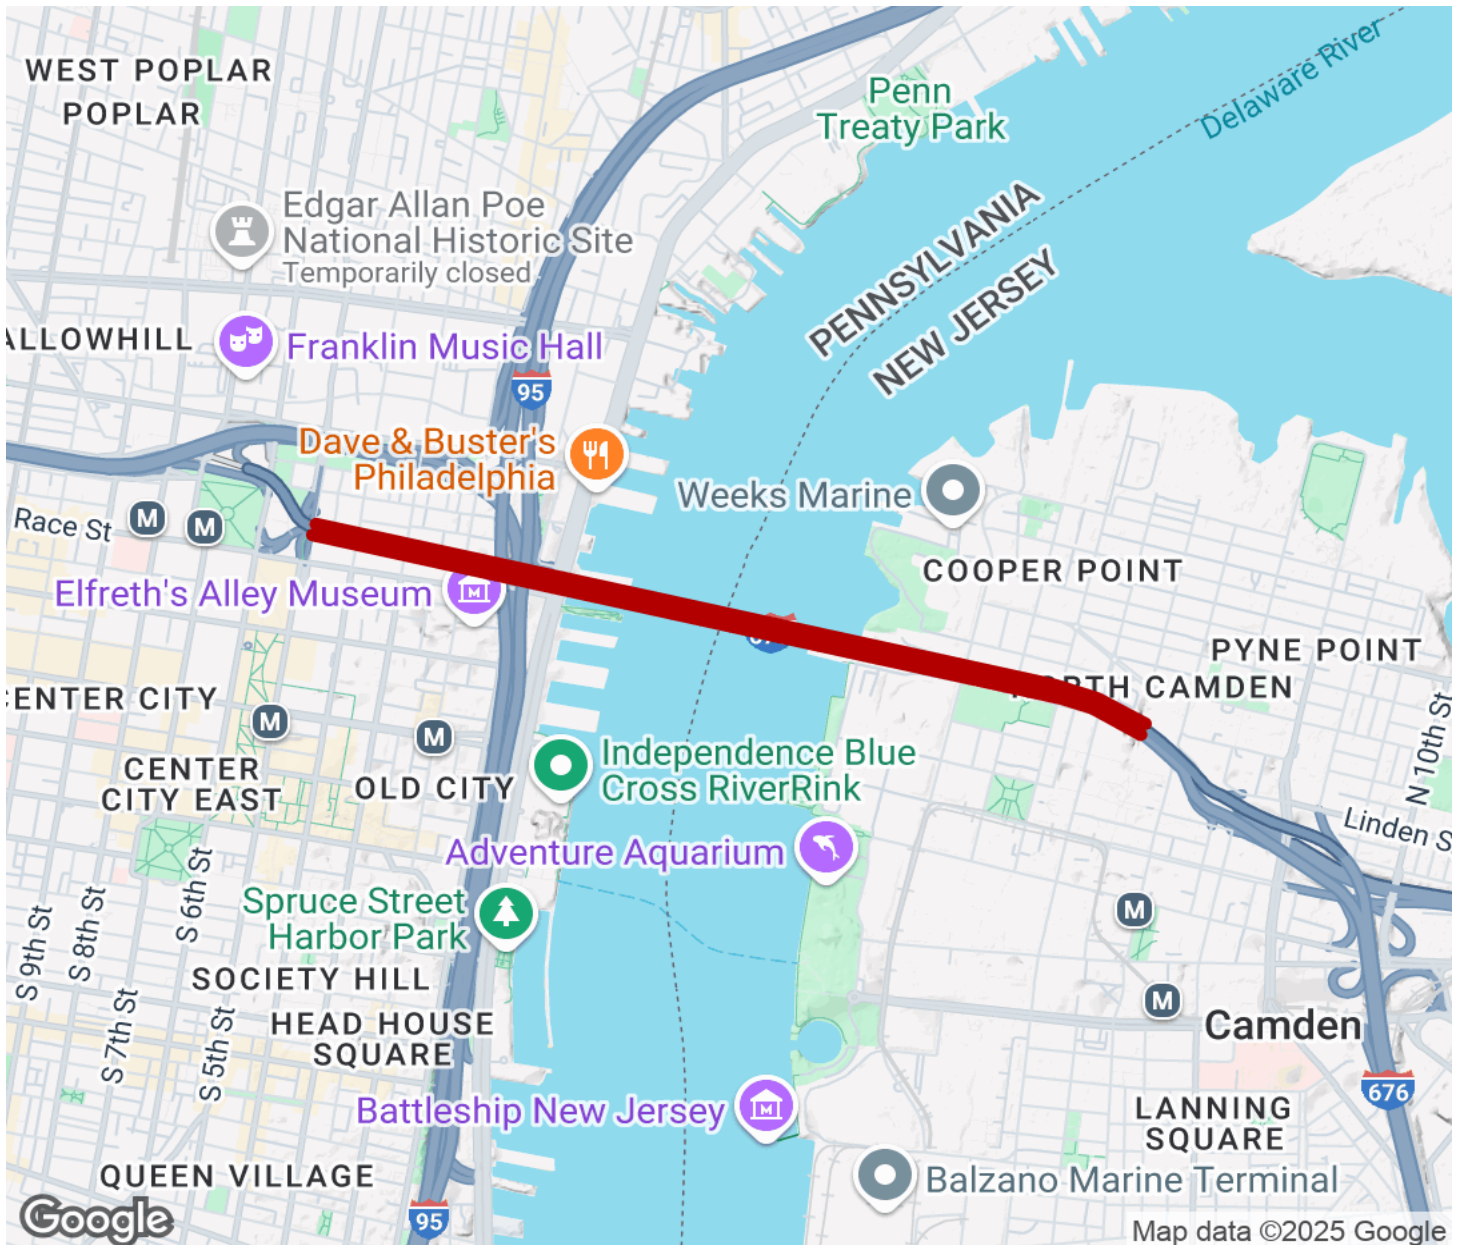 WEST POPLAR
POPLAR
Penn
Treaty Park
Delaware River
Edgar Allan Poe
National Historic Site
Temporarily closed
PENNSYLVANIA
NEW JERSEY
ALLOWHILL
Franklin Music Hall
95
Dave & Buster's
Philadelphia
Weeks Marine
Race St
M
M
COOPER POINT
Elfreth's Alley Museum
M
PYNE POINT
CENTER CITY
NORTH CAMDEN
N 10th St
M
M
Independence Blue
Cross RiverRink
CENTER
CITY EAST
OLD CITY
Linden S
Adventure Aquarium
S 6th St
Spruce Street
Harbor Park
M
S 9th St
S 8th St
SOCIETY HILL
M
HEAD HOUSE
SQUARE
Camden
S 7th St
S 5th St
676
Battleship New Jersey
M
LANNING
SQUARE
QUEEN VILLAGE
Balzano Marine Terminal
Google
95
Map data ©2025 Google